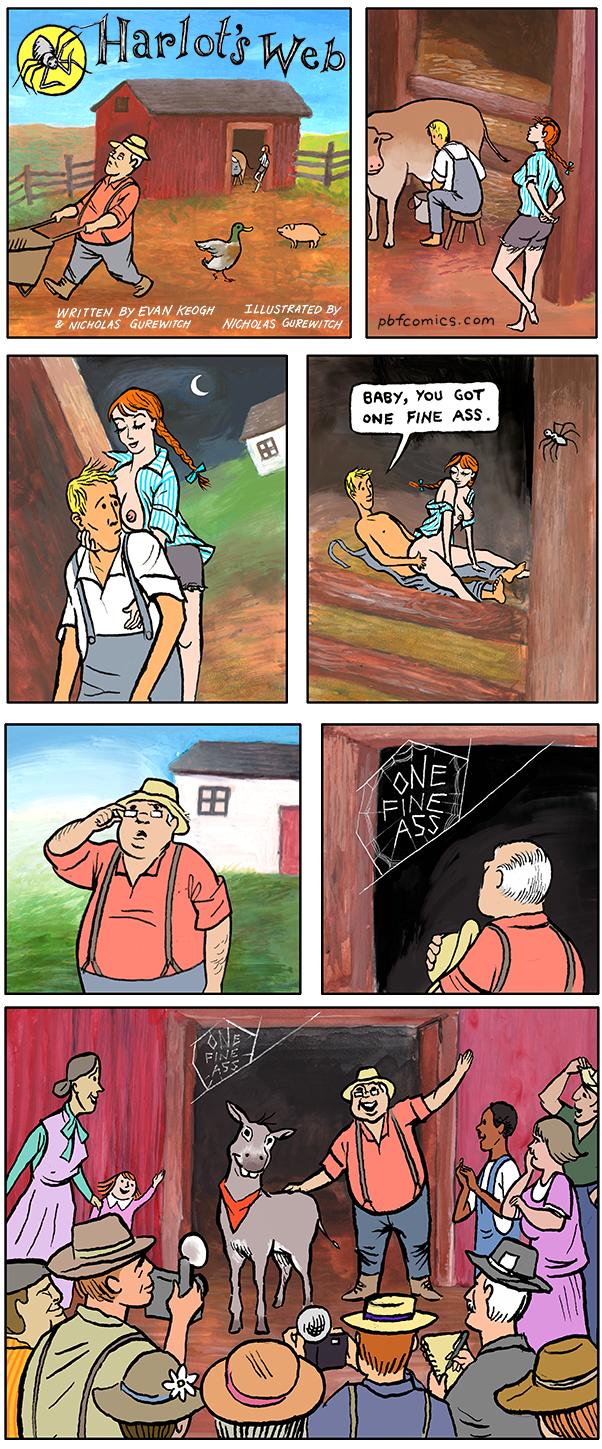 Harlot's Web
WRITTEN BY EVAN KEOGH
& NICHOLAS GUREWITCH
ILLUSTRATED BY
NICHOLAS GUREWITCH
pbfcomics.com
BABY, YOU GOT
ONE FINE ASS.
ONE
FINE
ASS
ONE
FINE
ASS